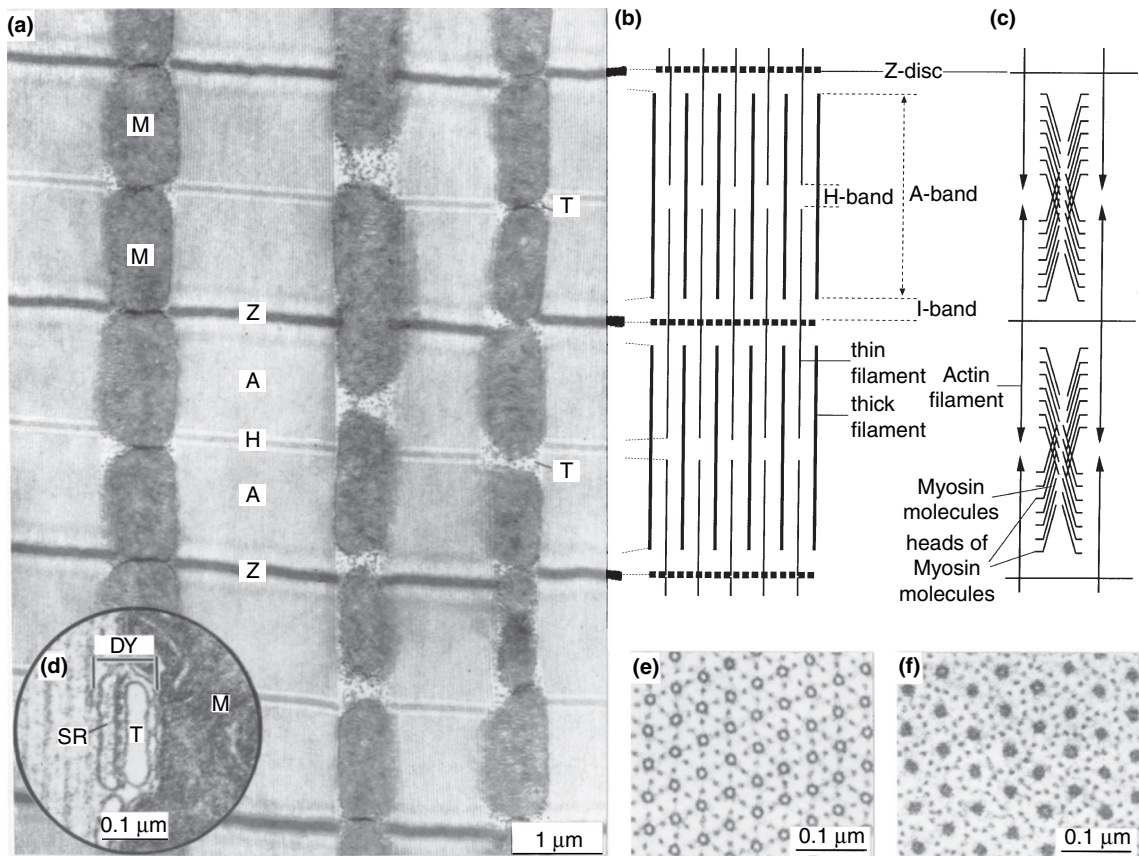 (a)
M
M
T
Z
A
H
T
A
Z
(d)
DY
M
SR
T
0.1 μm
1 μm
(b)
Z-disc
H-band
A-band
I-band
thin
filament
thick
filament
(c)
Actin
filament
Myosin
molecules
heads of
Myosin
molecules
(e)
0.1 μm
(f)
0.1 μm